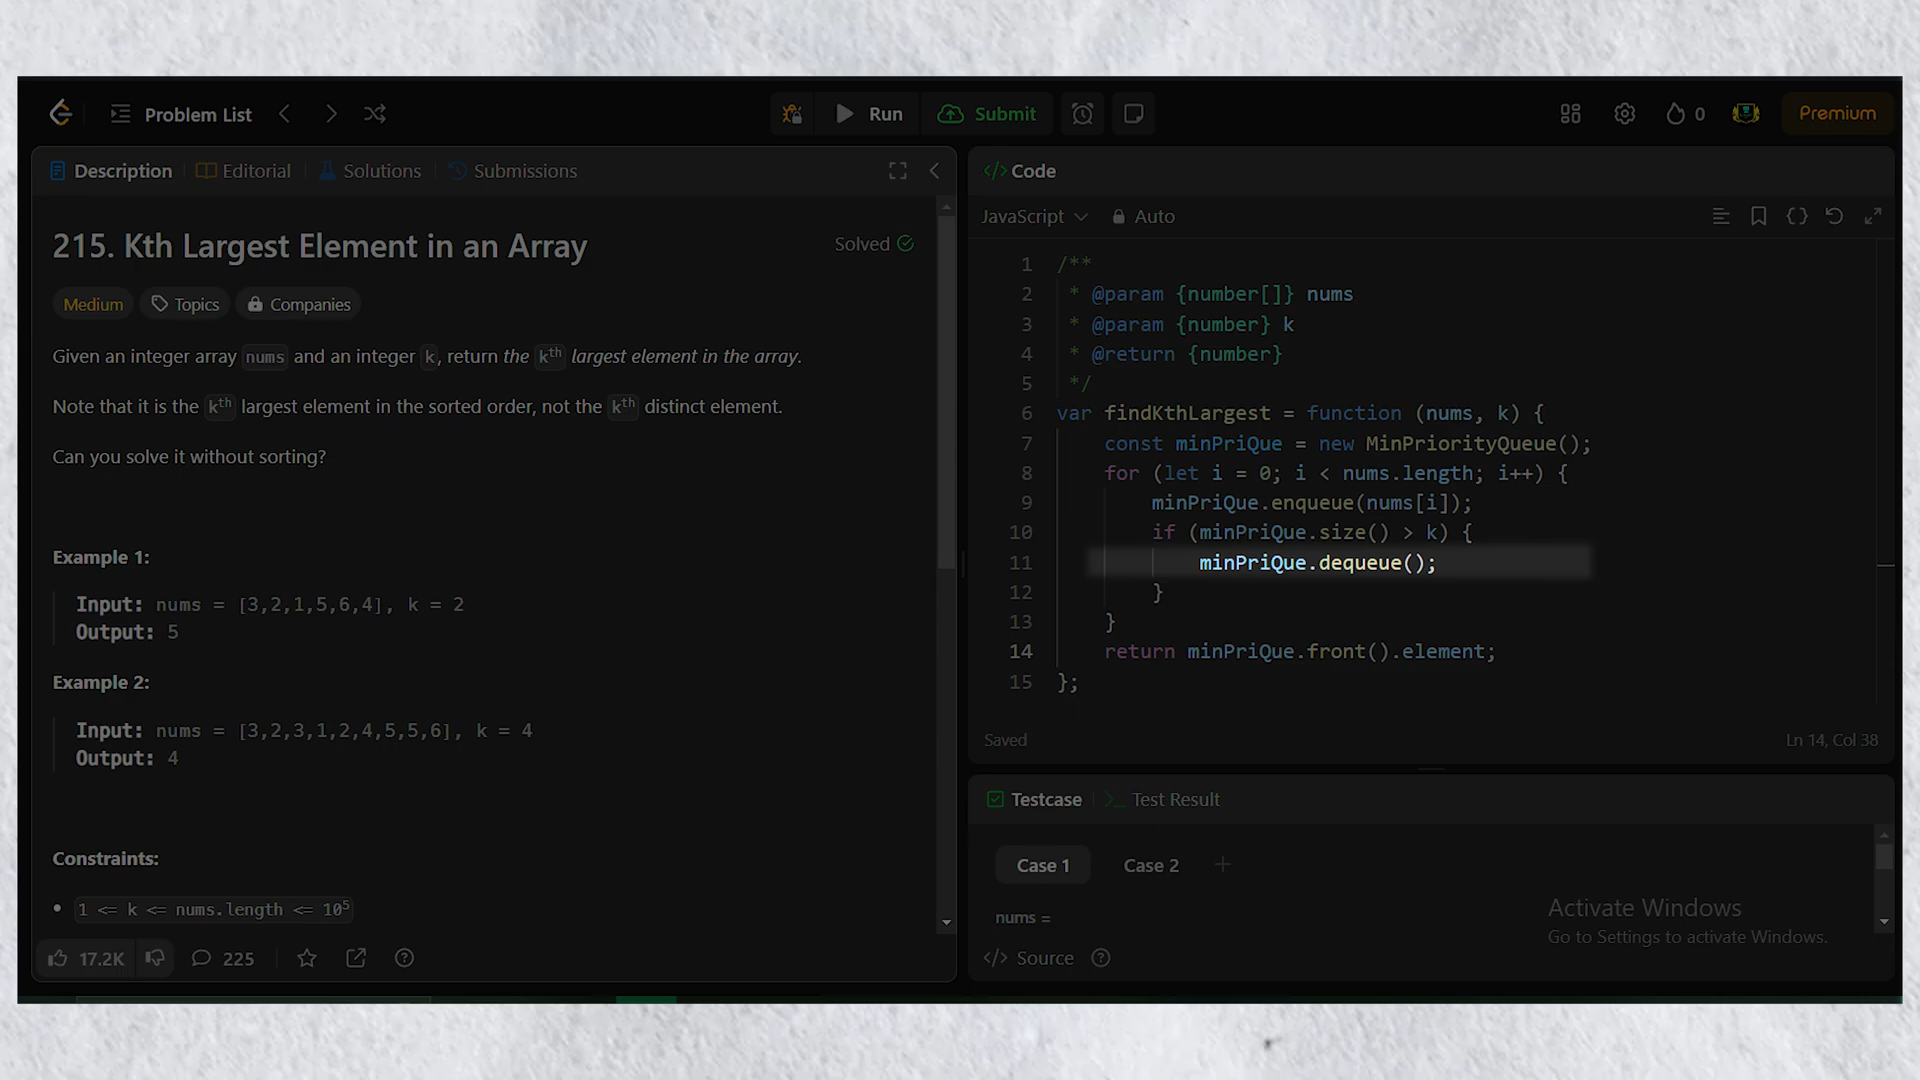 Problem List
Run
Submit
0
Premium
Description
Editorial
Solutions
Submissions
215. Kth Largest Element in an Array
Solved
Medium
Topics
Companies
Given an integer array nums and an integer k, return the kth largest element in the array.
Note that it is the kth largest element in the sorted order, not the kth distinct element.
Can you solve it without sorting?
Example 1:
Input: nums = [3,2,1,5,6,4], k = 2
Output: 5
Example 2:
Input: nums = [3,2,3,1,2,4,5,5,6], k = 4
Output: 4
Constraints:
• 1 <= k <= nums.length <= 10⁵
17.2K
225
</> Code
JavaScript
Auto
1 /**
2 * @param {number[]} nums
3 * @param {number} k
4 * @return {number}
5 */
6 var findKthLargest = function (nums, k) {
7 const minPriQue = new MinPriorityQueue();
8 for (let i = 0; i < nums.length; i++) {
9 minPriQue.enqueue(nums[i]);
10 if (minPriQue.size() > k) {
11 minPriQue.dequeue();
12 }
13 }
14 return minPriQue.front().element;
15 };
Saved
Ln 14, Col 38
Testcase
Test Result
Case 1
Case 2
+
nums =
Activate Windows
Go to Settings to activate Windows.
</> Source